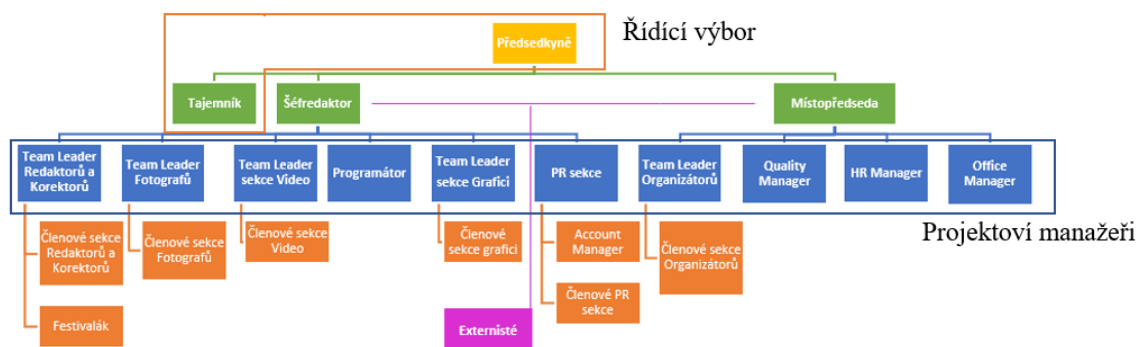 Předsedkyně
Řídící výbor
Tajemník
Šéfredaktor
Místopředseda
Team Leader
Redaktorů a
Korektorů
Team Leader
Fotografů
Team Leader
sekce Video
Programátor
Team Leader
sekce Grafici
PR sekce
Team Leader
Organizátorů
Quality
Manager
HR Manager
Office
Manager
Projektoví manažeři
Členové sekce
Redaktorů a
Korektorů
Členové sekce
Fotografů
Členové sekce
Video
Členové
sekce grafici
Account
Manager
Členové sekce
Organizátorů
Festivalák
Členové PR
sekce
Externisté